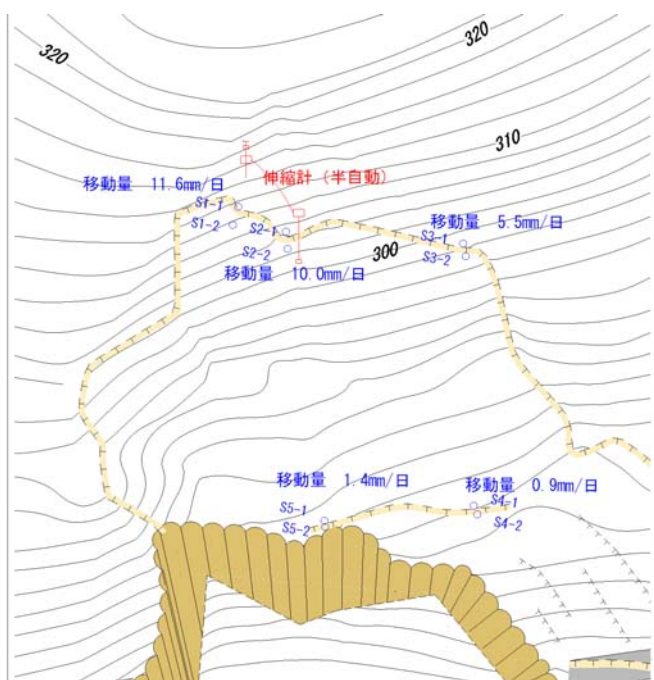 320
320
310
伸縮計（半自動）
移動量　11.6mm/日
S1-1
S1-2
S2-1
S2-2
移動量　10.0mm/日
移動量　5.5mm/日
S3-1
S3-2
300
移動量　1.4mm/日
S5-1
S5-2
移動量　0.9mm/日
S4-1
S4-2